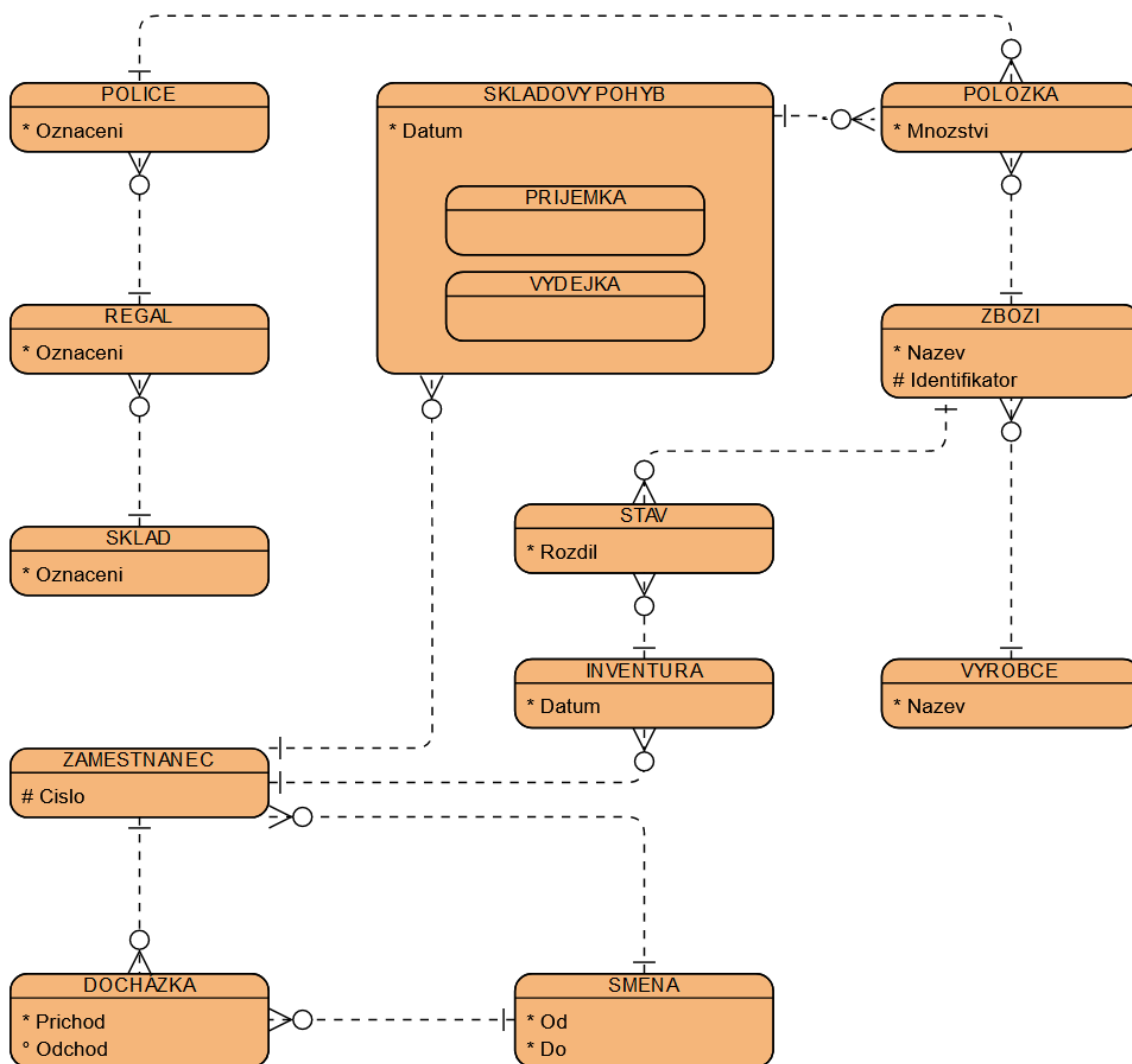 POLICE
* Oznaceni
SKLADOVY POHYB
* Datum
PRIJEMKA
VYDEJKA
POLOZKA
* Mnozstvi
REGAL
* Oznaceni
ZBOZI
* Nazev
# Identifikator
SKLAD
* Oznaceni
STAV
* Rozdil
INVENTURA
* Datum
VYROBCE
* Nazev
ZAMESTNANEC
# Cislo
DOCHAZKA
* Prichod
° Odchod
SMENA
* Od
* Do